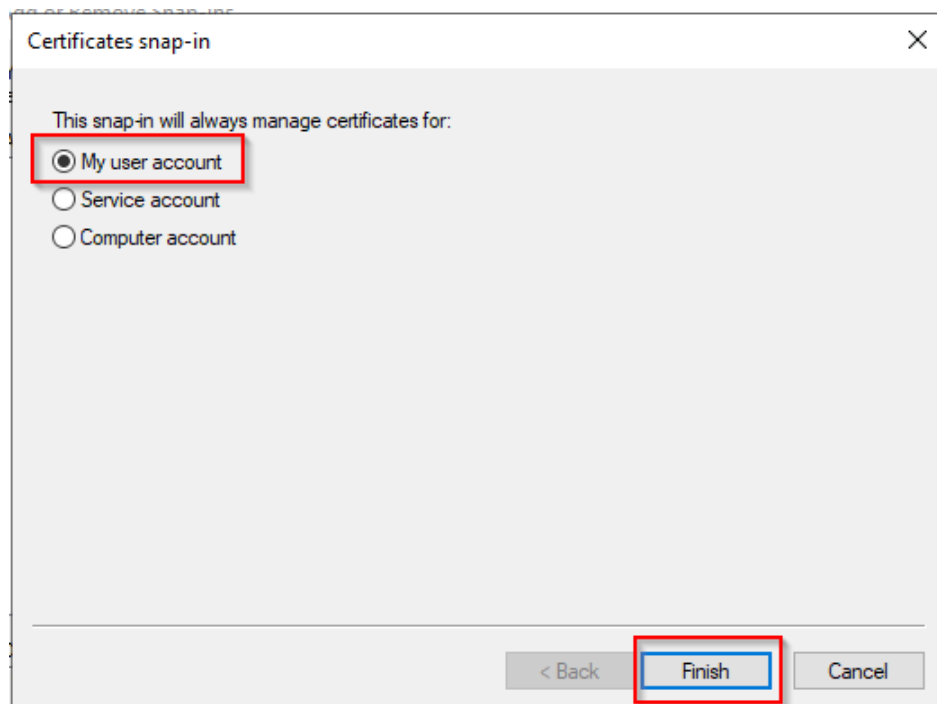 Certificates snap-in
This snap-in will always manage certificates for:
My user account
Service account
Computer account
< Back Finish Cancel